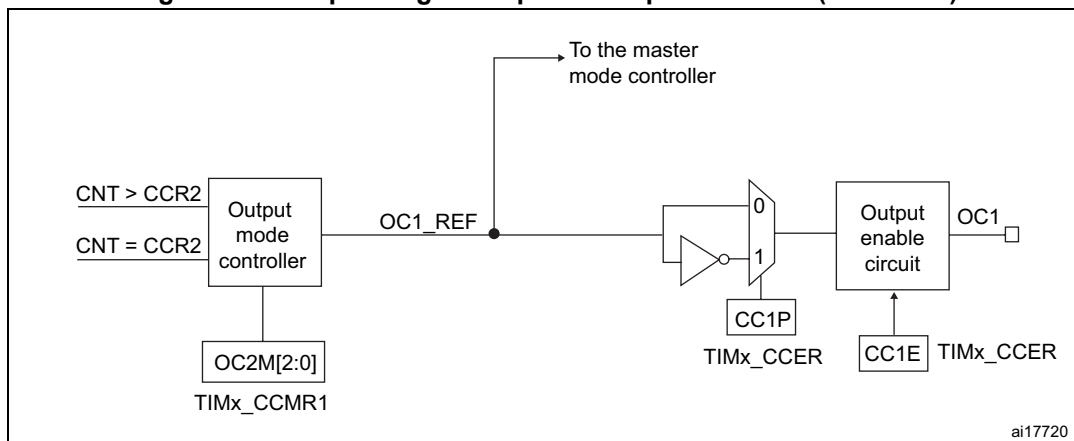 To the master
mode controller
CNT > CCR2
CNT = CCR2
Output
mode
controller
OC1_REF
0
1
Output
enable
circuit
OC1
CC1P
TIMx_CCER
CC1E
TIMx_CCER
OC2M[2:0]
TIMx_CCMR1
ai17720